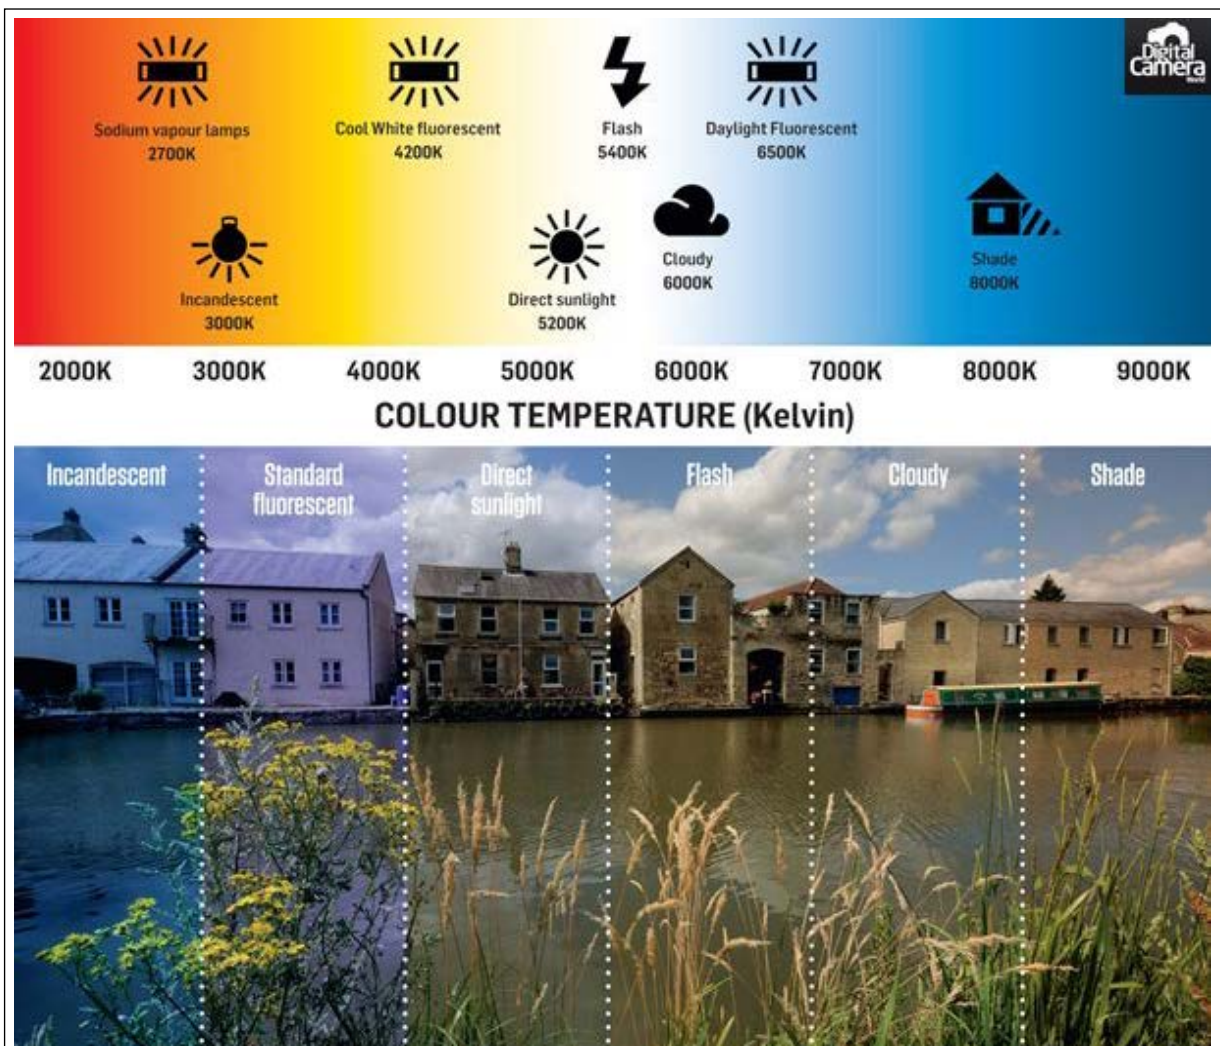 Digital
Camera
World
Sodium vapour lamps
2700K
Cool White fluorescent
4200K
Flash
5400K
Daylight Fluorescent
6500K
Incandescent
3000K
Direct sunlight
5200K
Cloudy
6000K
Shade
8000K
2000K 3000K 4000K 5000K 6000K 7000K 8000K 9000K
COLOUR TEMPERATURE (Kelvin)
Incandescent
Standard
fluorescent
Direct
sunlight
Flash
Cloudy
Shade